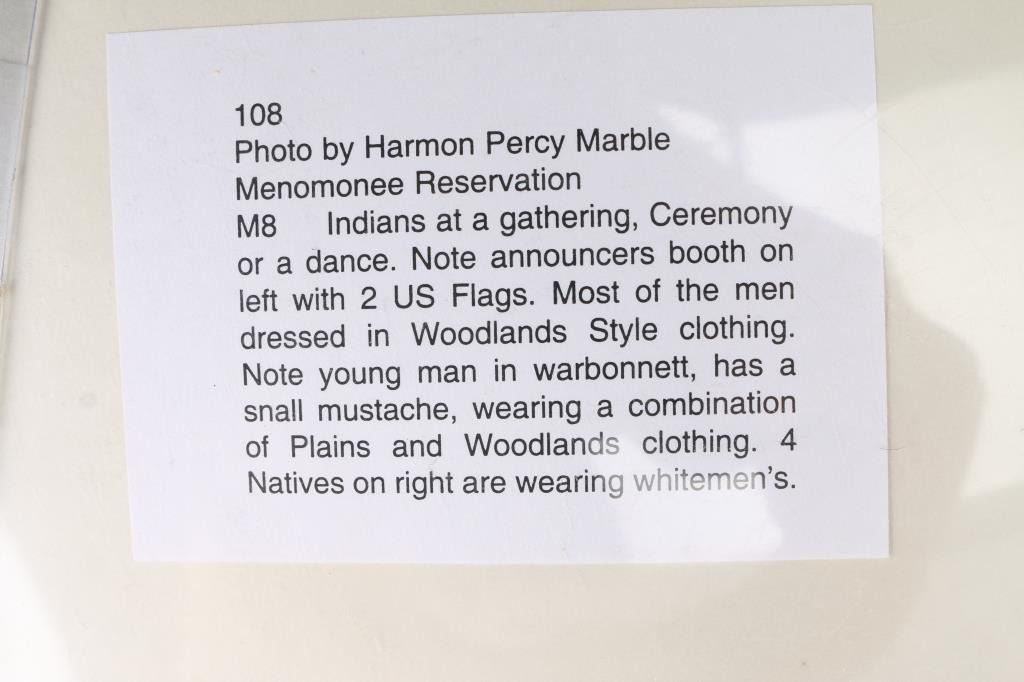 108
Photo by Harmon Percy Marble
Menomonee Reservation
M8 Indians at a gathering, Ceremony
or a dance. Note announcers booth on
left with 2 US Flags. Most of the men
dressed in Woodlands Style clothing.
Note young man in warbonnett, has a
snall mustache, wearing a combination
of Plains and Woodlands clothing. 4
Natives on right are wearing whitemen's.